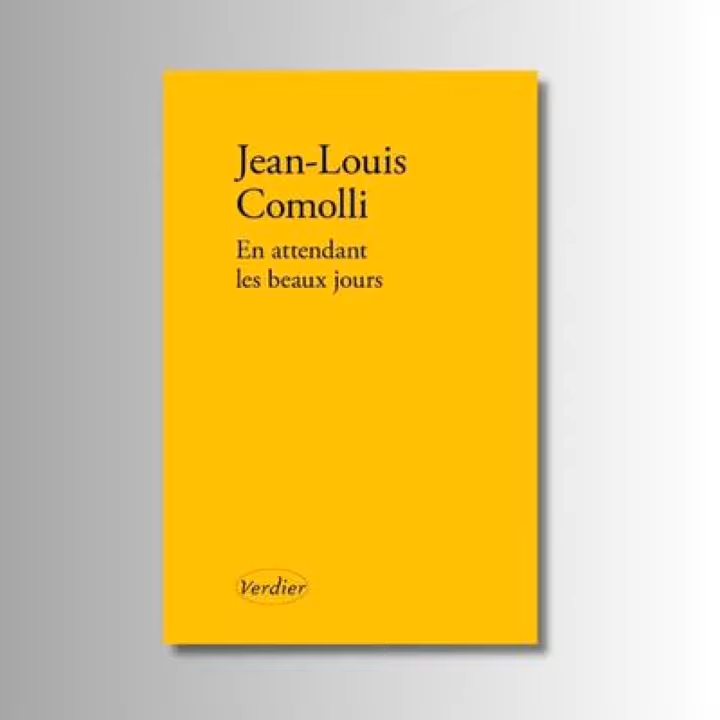 Jean-Louis
Comolli
En attendant
les beaux jours
Verdier